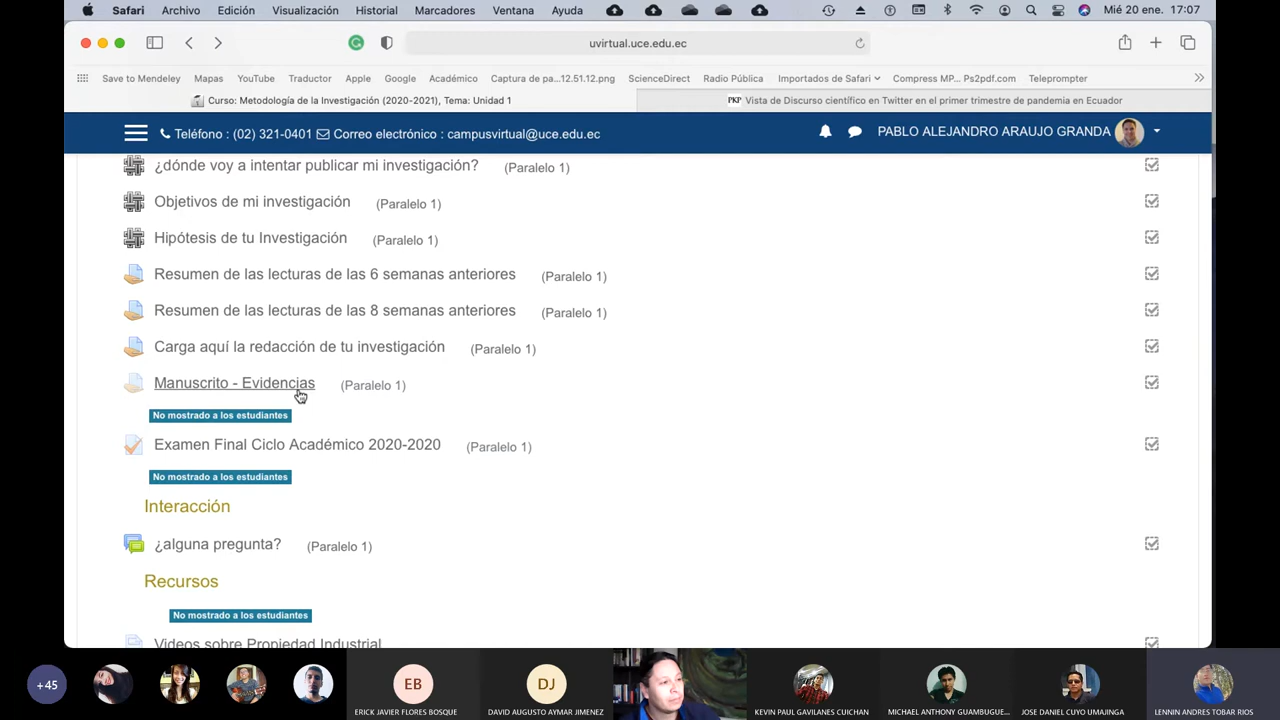 Safari Archivo Edición Visualización Historial Marcadores Ventana Ayuda Mié 20 ene. 17:07
uvirtual.uce.edu.ec
Save to Mendeley Mapas YouTube Traductor Apple Google Académico Captura de pa...12.51.12.png ScienceDirect Radio Pública Importados de Safari Compress MP... Ps2pdf.com Teleprompter
Curso: Metodología de la Investigación (2020-2021), Tema: Unidad 1 PKP Vista de Discurso científico en Twitter en el primer trimestre de pandemia en Ecuador
Teléfono : (02) 321-0401 Correo electrónico : campusvirtual@uce.edu.ec PABLO ALEJANDRO ARAUJO GRANDA
¿dónde voy a intentar publicar mi investigación? (Paralelo 1)
Objetivos de mi investigación (Paralelo 1)
Hipótesis de tu Investigación (Paralelo 1)
Resumen de las lecturas de las 6 semanas anteriores (Paralelo 1)
Resumen de las lecturas de las 8 semanas anteriores (Paralelo 1)
Carga aquí la redacción de tu investigación (Paralelo 1)
Manuscrito - Evidencias (Paralelo 1)
No mostrado a los estudiantes
Examen Final Ciclo Académico 2020-2020 (Paralelo 1)
No mostrado a los estudiantes
Interacción
¿alguna pregunta? (Paralelo 1)
Recursos
No mostrado a los estudiantes
Videos sobre Propiedad Industrial
+45 EB DJ
ERICK JAVIER FLORES BOSQUE DAVID AUGUSTO AYMAR JIMENEZ KEVIN PAUL GAVILANES CUICHAN MICHAEL ANTHONY GUAMBUGUE... JOSE DANIEL CUYO UMAJINGA LENNIN ANDRES TOBAR RIOS